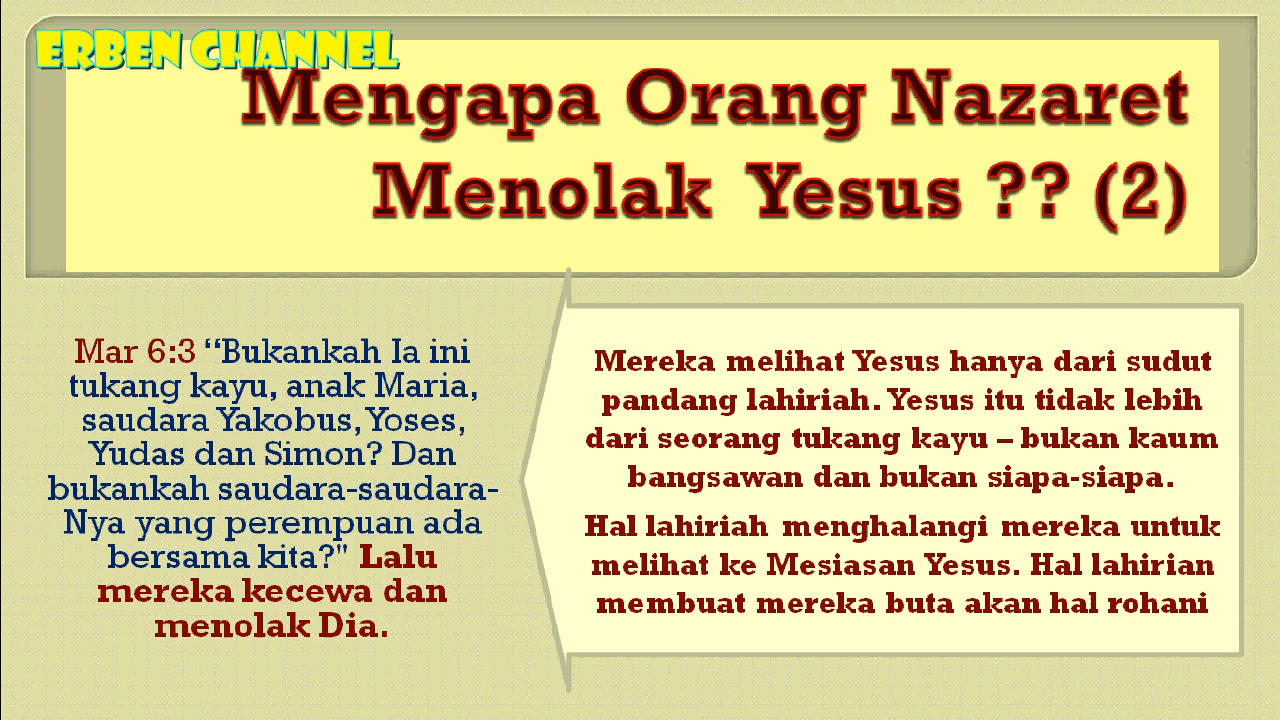 ERBEN CHANNEL
Mengapa Orang Nazaret
Menolak Yesus ?? (2)
Mar 6:3 “Bukankah Ia ini
tukang kayu, anak Maria,
saudara Yakobus, Yoses,
Yudas dan Simon? Dan
bukankah saudara-saudara-
Nya yang perempuan ada
bersama kita?" Lalu
mereka kecewa dan
menolak Dia.
Mereka melihat Yesus hanya dari sudut
pandang lahiriah. Yesus itu tidak lebih
dari seorang tukang kayu – bukan kaum
bangsawan dan bukan siapa-siapa.
Hal lahiriah menghalangi mereka untuk
melihat ke Mesiasan Yesus. Hal lahirian
membuat mereka buta akan hal rohani